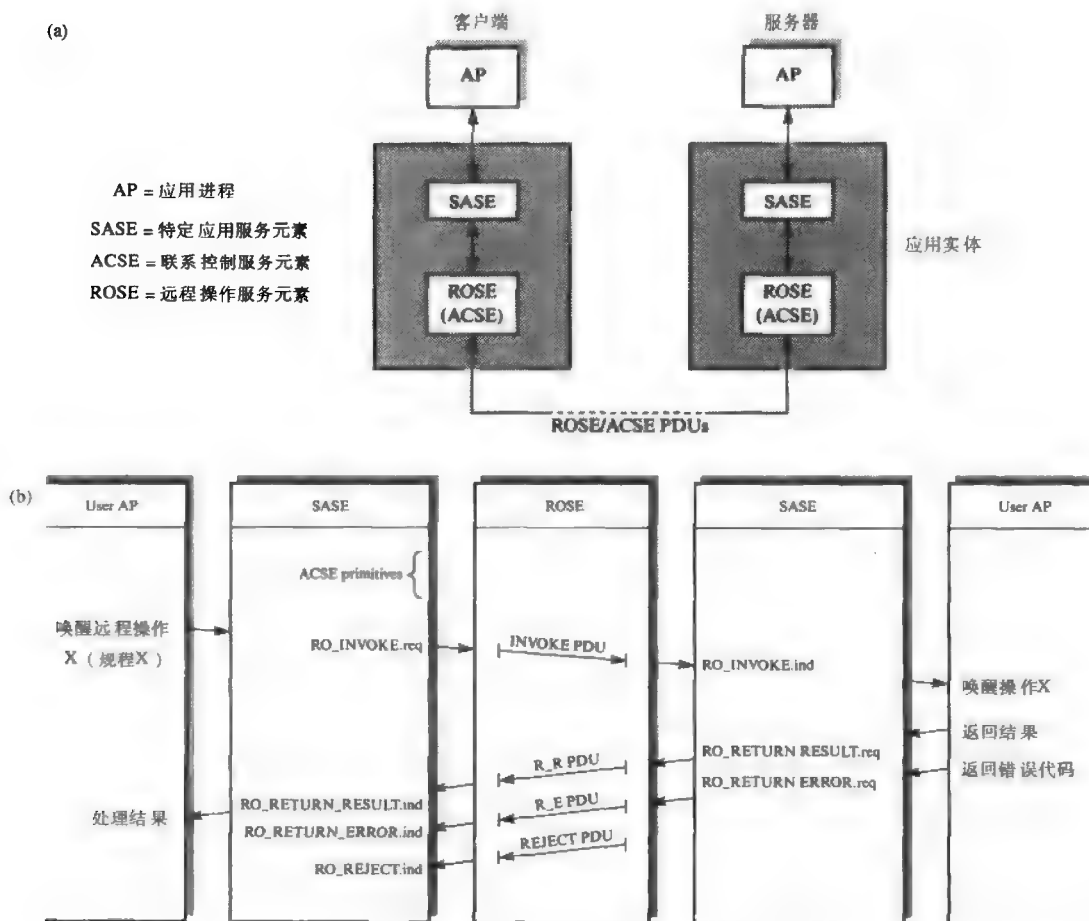 (a)
客户端
服务器
AP
AP
AP = 应用进程
SASE = 特定应用服务元素
ACSE = 联系控制服务元素
ROSE = 远程操作服务元素
SASE
SASE
应用实体
ROSE
(ACSE)
ROSE
(ACSE)
ROSE/ACSE PDUs
(b)
User AP
SASE
ROSE
SASE
User AP
ACSE primitives
唤醒远程操作
X（规程X）
RO_INVOKE.req
INVOKE PDU
RO_INVOKE.ind
唤醒操作X
返回结果
RO_RETURN RESULT.req
R_R PDU
返回错误代码
RO_RETURN ERROR.req
RO_RETURN_RESULT.ind
R_E PDU
处理结果
RO_RETURN_ERROR.ind
REJECT PDU
RO_REJECT.ind